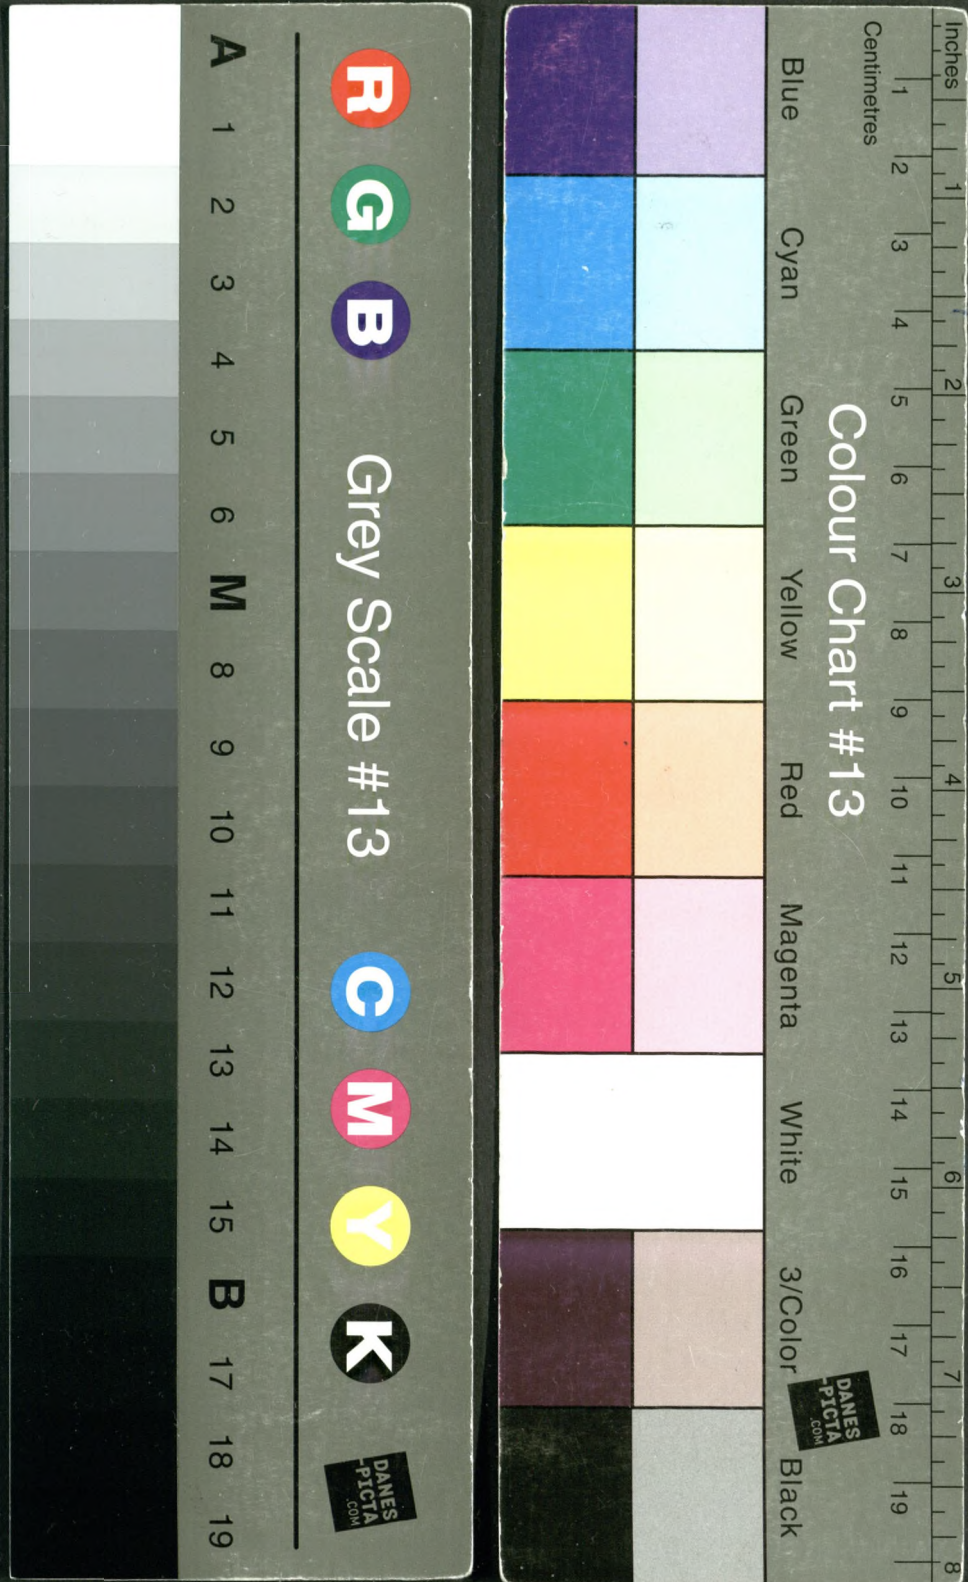 A 1 2 3 4 5 6 M 8 9 10 11 12 13 14 15 B 17 18 19
R G B Grey Scale #13 C M Y K
DANES
-PICTA
.COM
Inches 1 2 3 4 5 6 7 8
Centimetres 1 2 3 4 5 6 7 8 9 10 11 12 13 14 15 16 17 18 19
Colour Chart #13
DANES
-PICTA
.COM
Blue Cyan Green Yellow Red Magenta White 3/Color Black